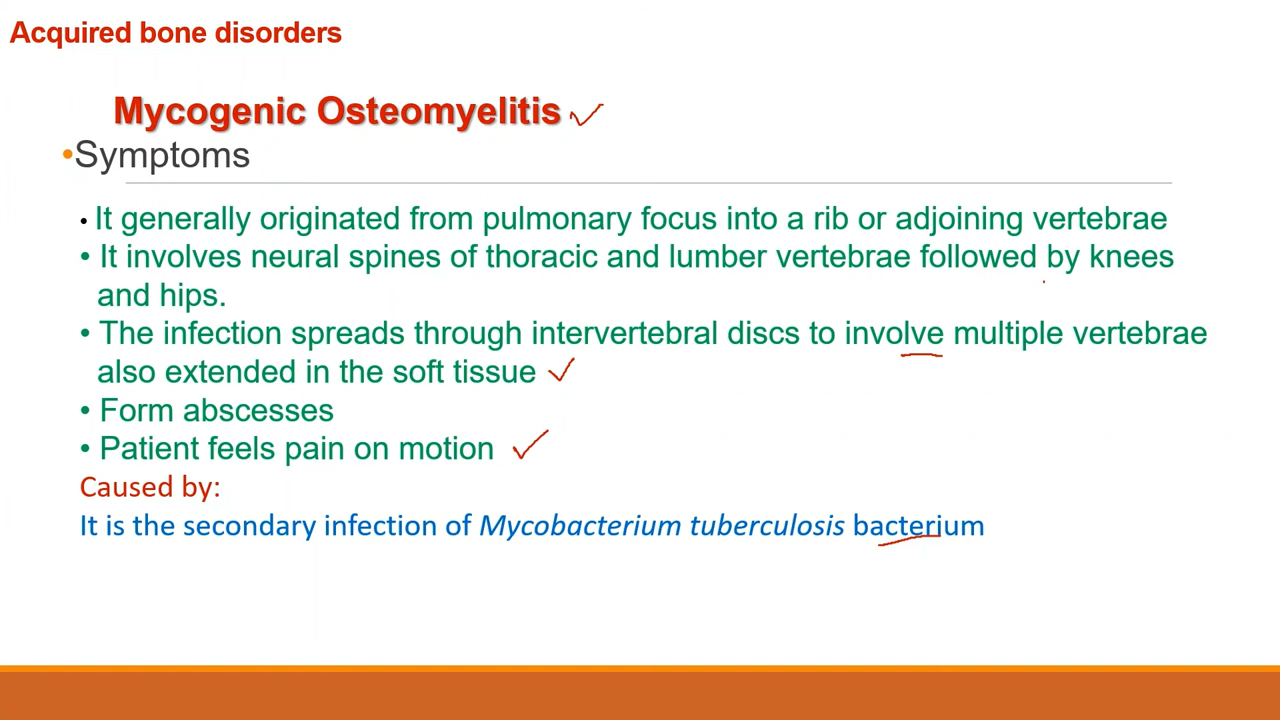 Acquired bone disorders
Mycogenic Osteomyelitis
•Symptoms
• It generally originated from pulmonary focus into a rib or adjoining vertebrae
• It involves neural spines of thoracic and lumber vertebrae followed by knees
and hips.
• The infection spreads through intervertebral discs to involve multiple vertebrae
also extended in the soft tissue
• Form abscesses
• Patient feels pain on motion
Caused by:
It is the secondary infection of Mycobacterium tuberculosis bacterium